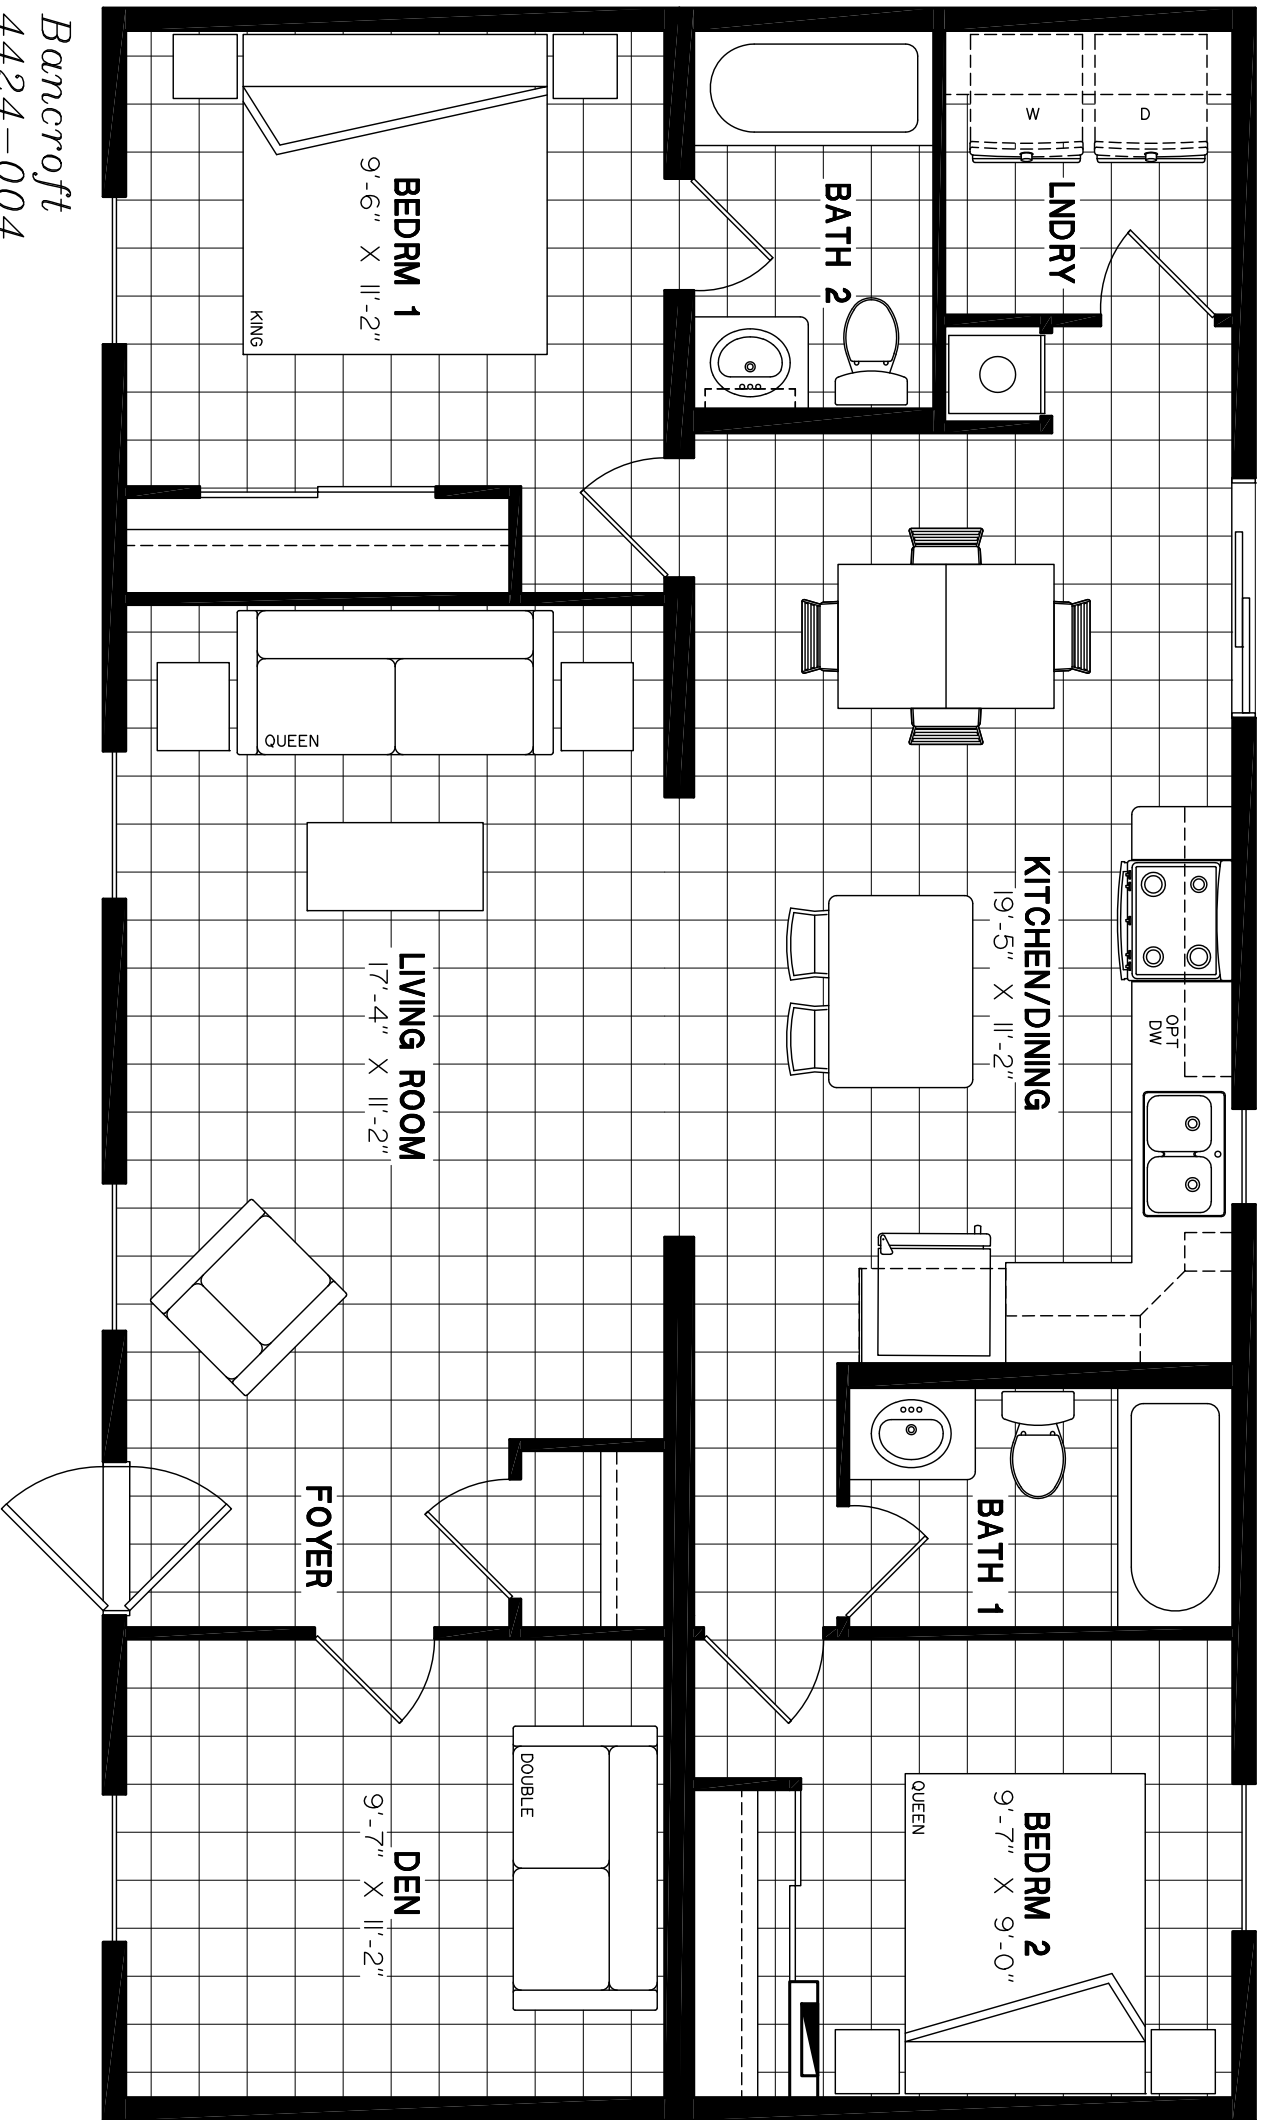 LNDRY
W
D
BATH 2
BEDRM 1
9'-6" X 11'-2"
KING
KITCHEN/DINING
19'-5" X 11'-2"
OPT
DW
QUEEN
LIVING ROOM
17'-4" X 11'-2"
BATH 1
FOYER
BEDRM 2
9'-7" X 9'-0"
QUEEN
DEN
9'-7" X 11'-2"
DOUBLE
Bancroft
4424-004